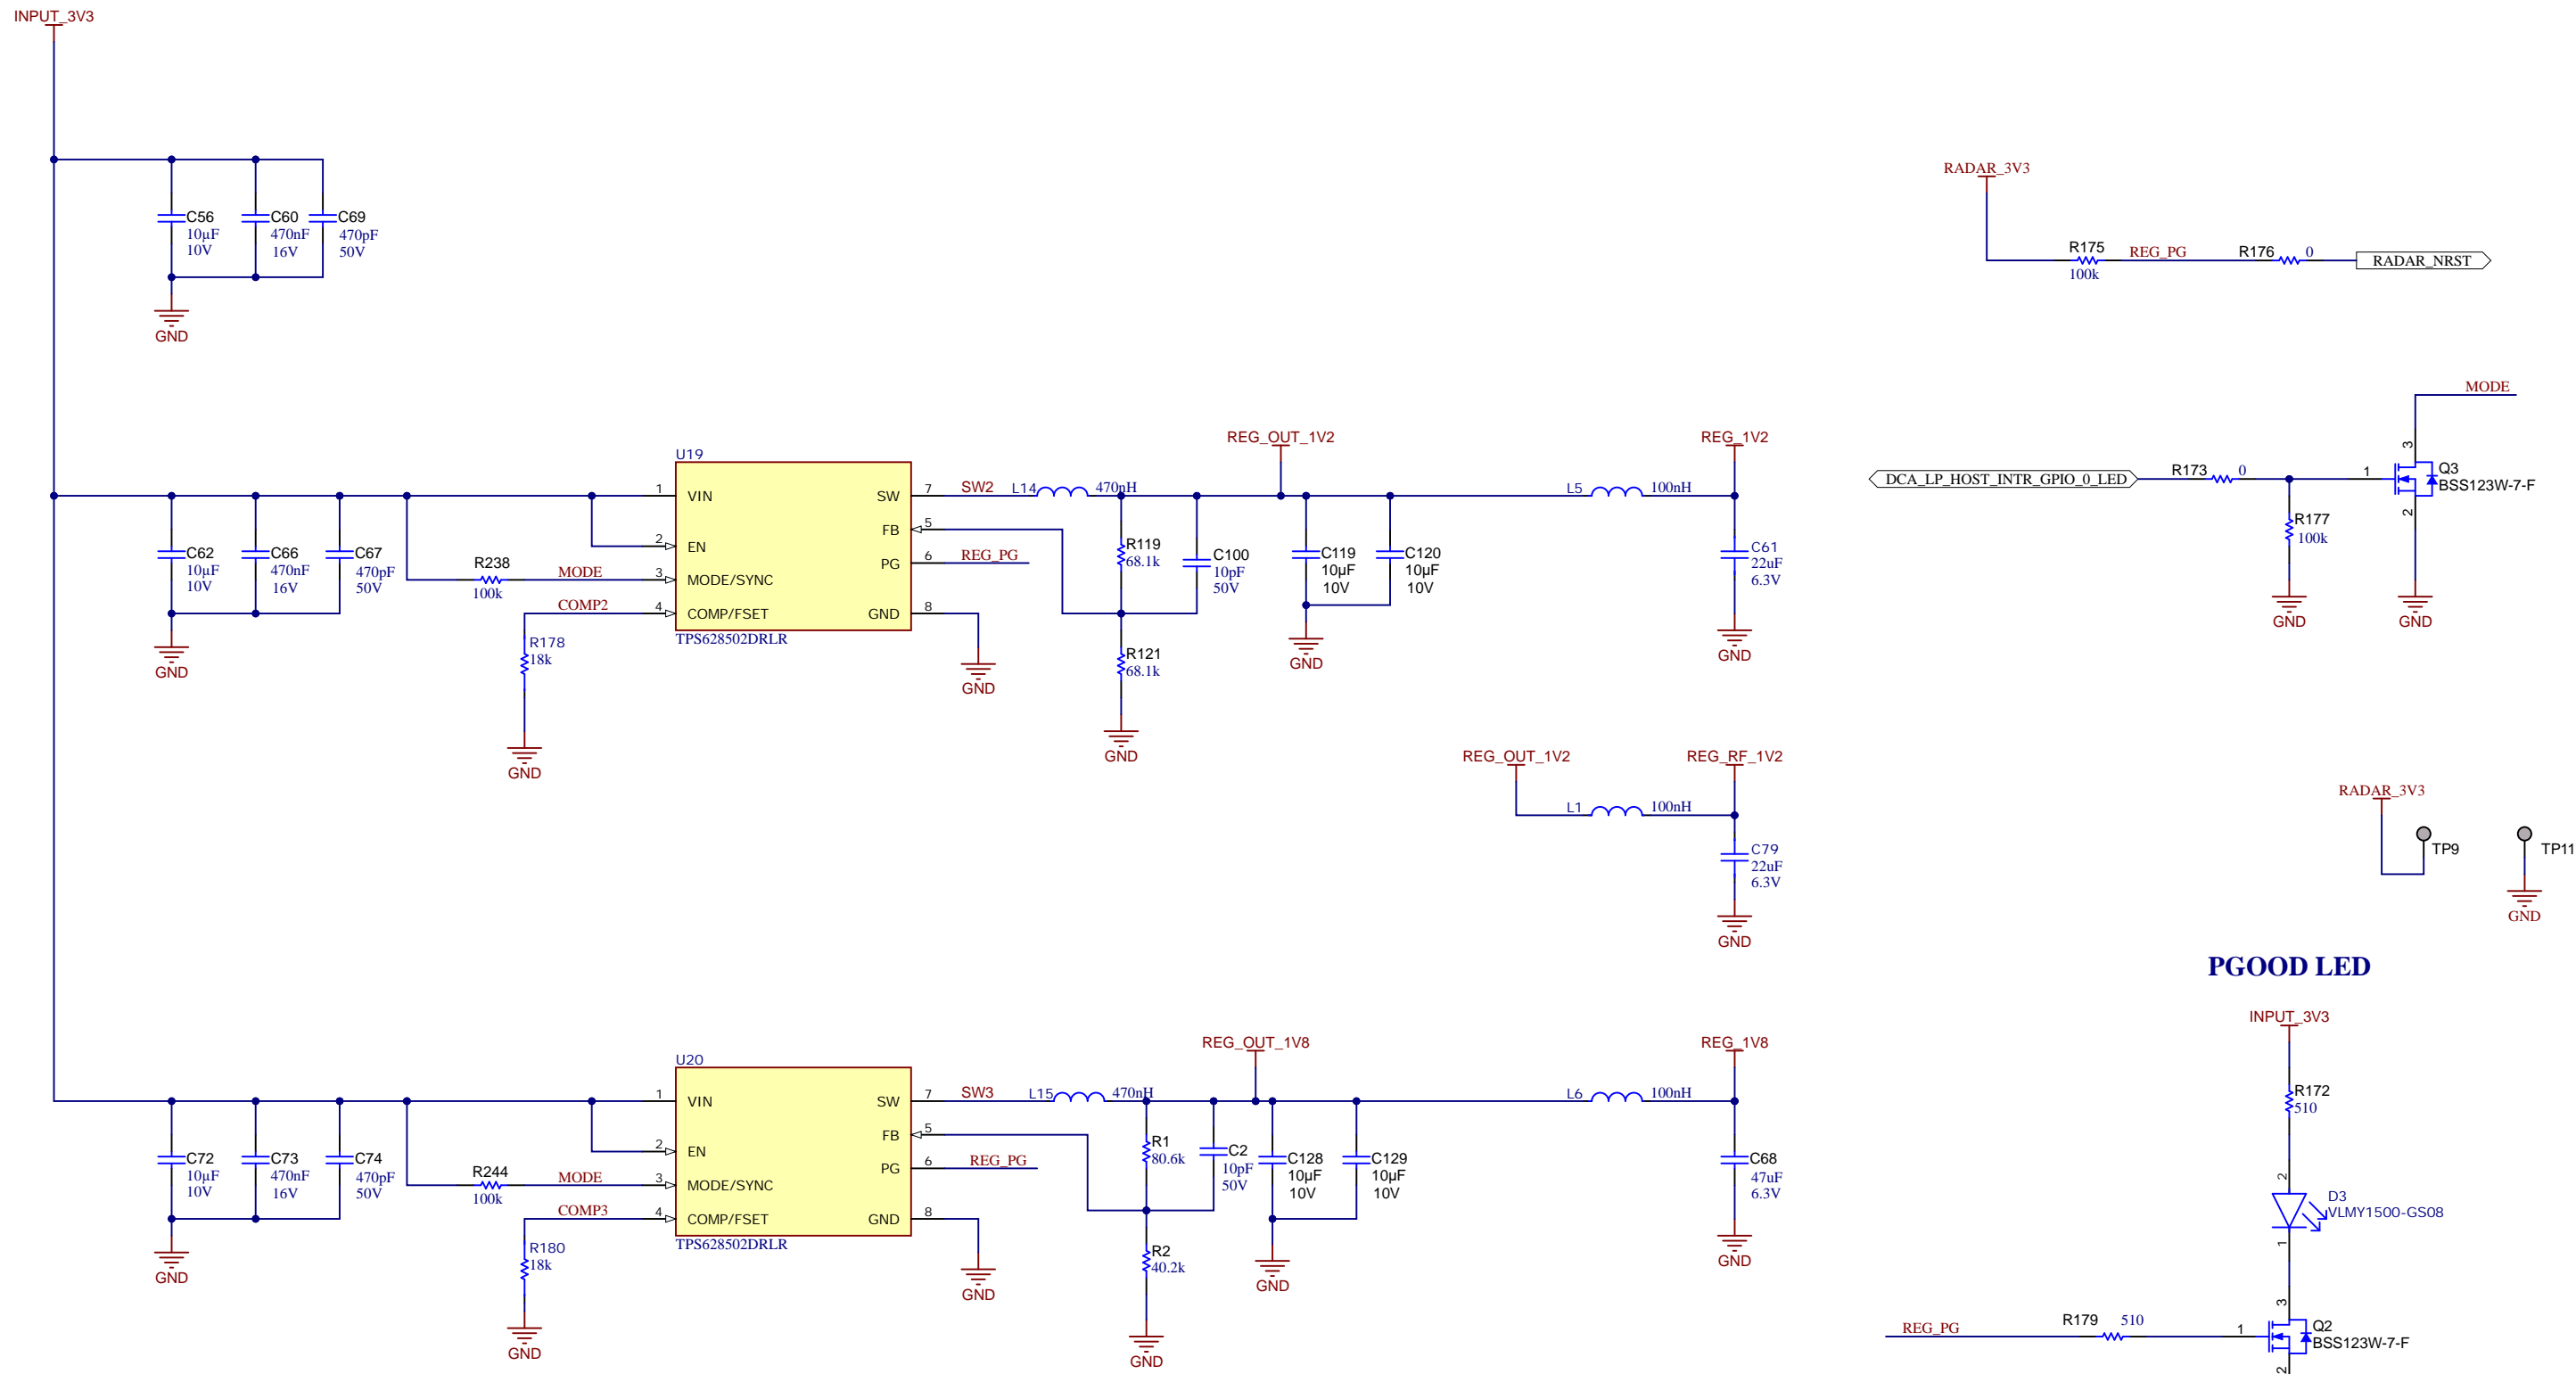 INPUT_3V3
C56
10µF
10V
C60
470nF
16V
C69
470pF
50V
GND
RADAR_3V3
R175
100k
REG_PG
R176
0
RADAR_NRST
MODE
DCA_LP_HOST_INTR_GPIO_0_LED
R173
0
1
3
2
Q3
BSS123W-7-F
R177
100k
GND
GND
C62
10µF
10V
C66
470nF
16V
C67
470pF
50V
GND
R238
100k
MODE
COMP2
R178
18k
GND
U19
1
VIN
2
EN
3
MODE/SYNC
4
COMP/FSET
SW
7
FB
5
PG
6
GND
8
TPS628502DRLR
SW2
L14
470nH
REG_PG
GND
R119
68.1k
R121
68.1k
GND
C100
10pF
50V
REG_OUT_1V2
C119
10µF
10V
C120
10µF
10V
GND
L5
100nH
REG_1V2
C61
22uF
6.3V
GND
REG_OUT_1V2
L1
100nH
REG_RF_1V2
C79
22uF
6.3V
GND
RADAR_3V3
TP9
TP11
GND
C72
10µF
10V
C73
470nF
16V
C74
470pF
50V
GND
R244
100k
MODE
COMP3
R180
18k
GND
U20
1
VIN
2
EN
3
MODE/SYNC
4
COMP/FSET
SW
7
FB
5
PG
6
GND
8
TPS628502DRLR
SW3
L15
470nH
REG_PG
GND
R1
80.6k
R2
40.2k
GND
C2
10pF
50V
REG_OUT_1V8
C128
10µF
10V
C129
10µF
10V
GND
L6
100nH
REG_1V8
C68
47uF
6.3V
GND
PGOOD LED
INPUT_3V3
R172
510
2
D3
VLMY1500-GS08
1
REG_PG
R179
510
1
3
Q2
BSS123W-7-F
2